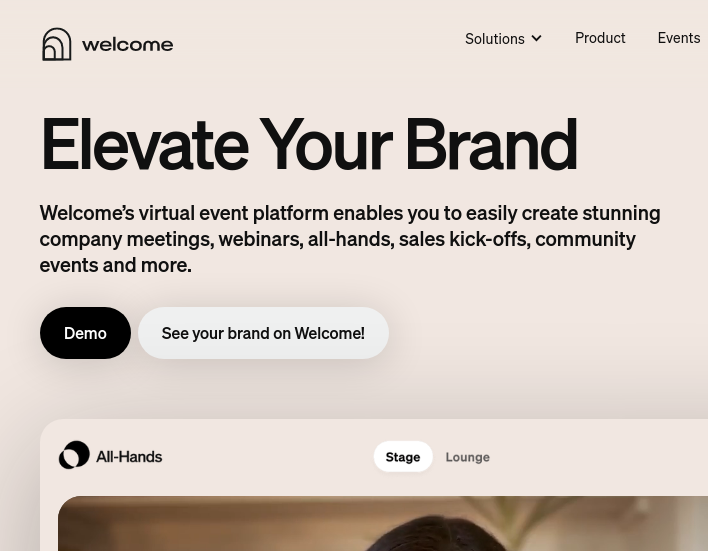 welcome
Solutions
Product
Events
Elevate Your Brand
Welcome’s virtual event platform enables you to easily create stunning
company meetings, webinars, all-hands, sales kick-offs, community
events and more.
Demo
See your brand on Welcome!
All-Hands
Stage
Lounge